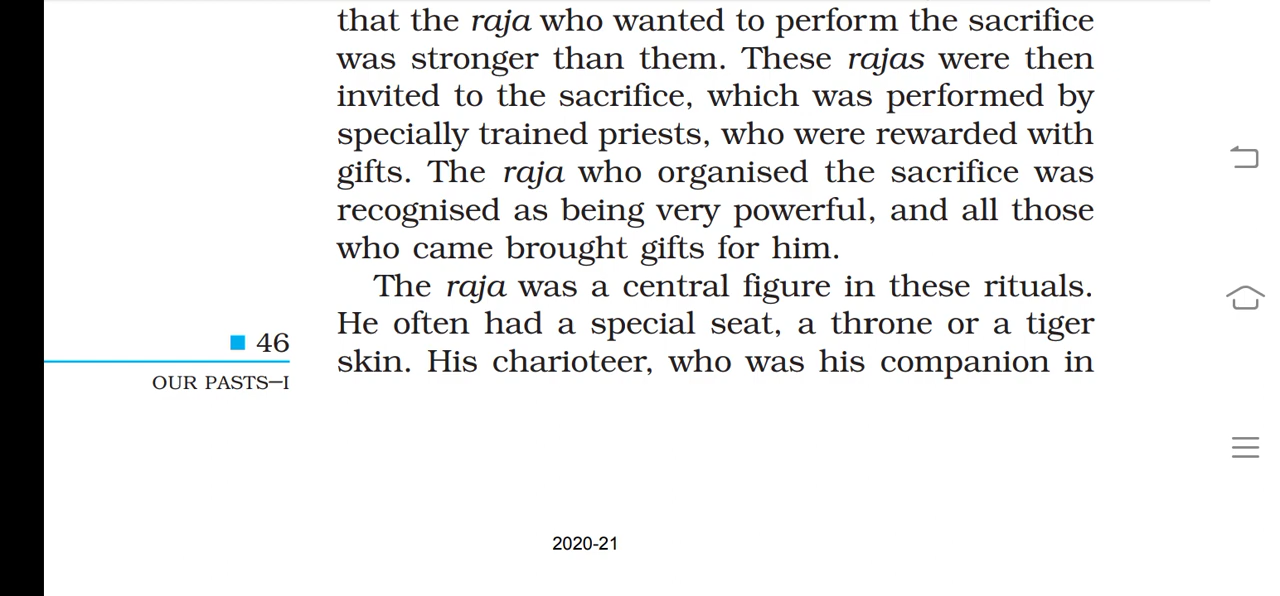 that the raja who wanted to perform the sacrifice
was stronger than them. These rajas were then
invited to the sacrifice, which was performed by
specially trained priests, who were rewarded with
gifts. The raja who organised the sacrifice was
recognised as being very powerful, and all those
who came brought gifts for him.
The raja was a central figure in these rituals.
He often had a special seat, a throne or a tiger
skin. His charioteer, who was his companion in
46
OUR PASTS–I
2020-21